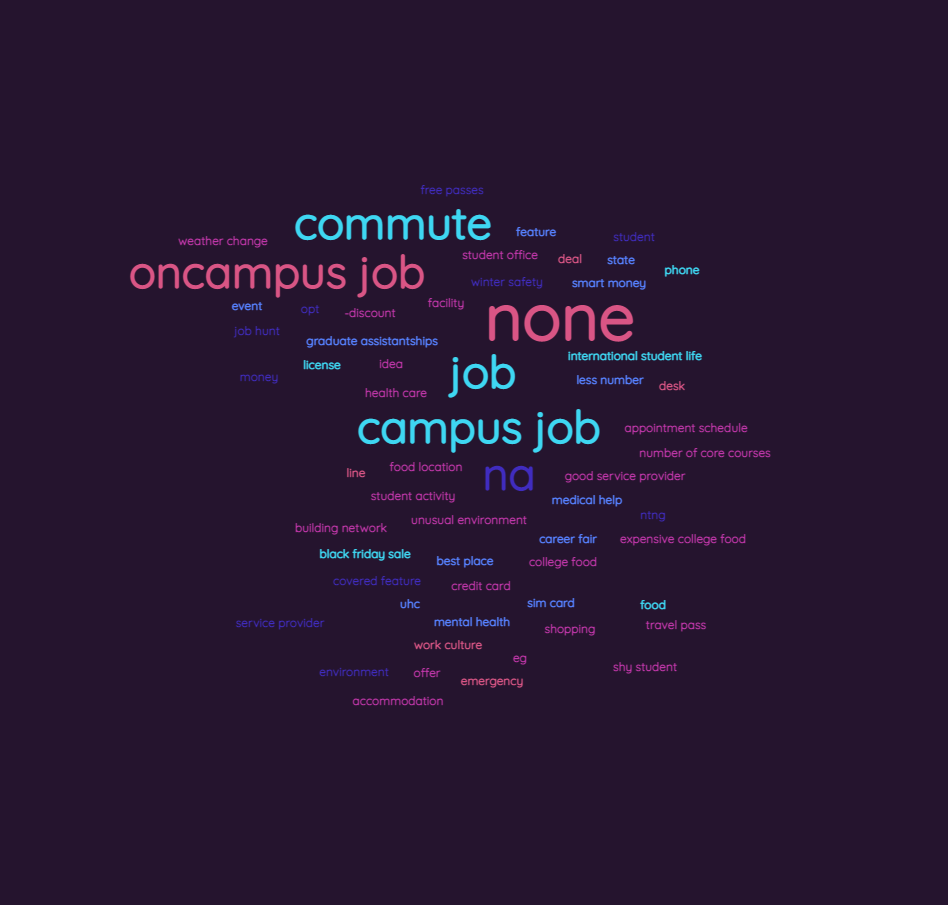 free passes
commute
feature
student
weather change
student office
deal
state
oncampus job
phone
winter safety
smart money
facility
event
opt
-discount
none
job hunt
graduate assistantships
international student life
license
idea
job
money
less number
desk
health care
campus job
appointment schedule
number of core courses
line
food location
na
good service provider
student activity
medical help
ntng
building network
unusual environment
career fair
expensive college food
black friday sale
best place
college food
covered feature
credit card
uhc
sim card
food
service provider
mental health
shopping
travel pass
work culture
eg
shy student
environment
offer
emergency
accommodation